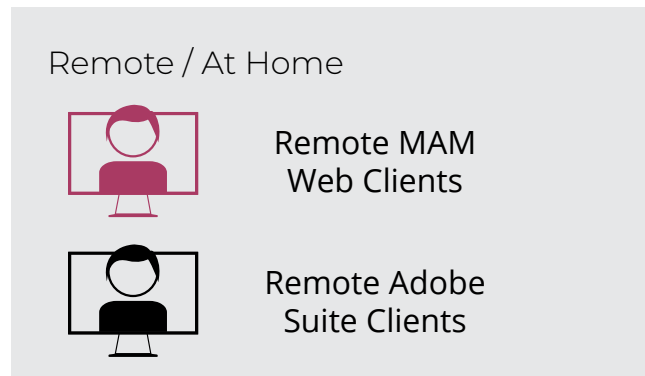 Remote / At Home
Remote MAM
Web Clients
Remote Adobe
Suite Clients